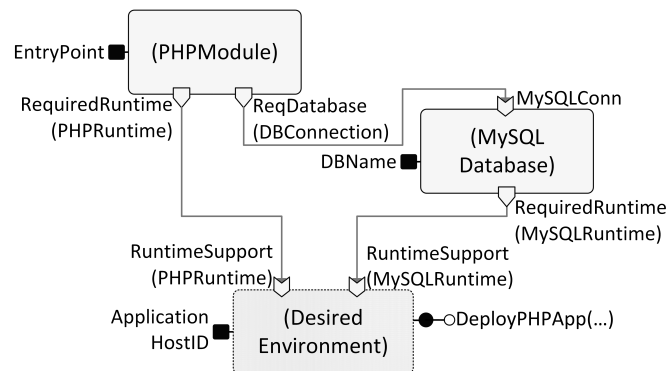 (PHPModule)
EntryPoint
RequiredRuntime
(PHPRuntime)
ReqDatabase
(DBConnection)
MySQLConn
(MySQL
Database)
DBName
RequiredRuntime
(MySQLRuntime)
RuntimeSupport
(PHPRuntime)
RuntimeSupport
(MySQLRuntime)
Application
HostID
(Desired
Environment)
DeployPHPApp(...)